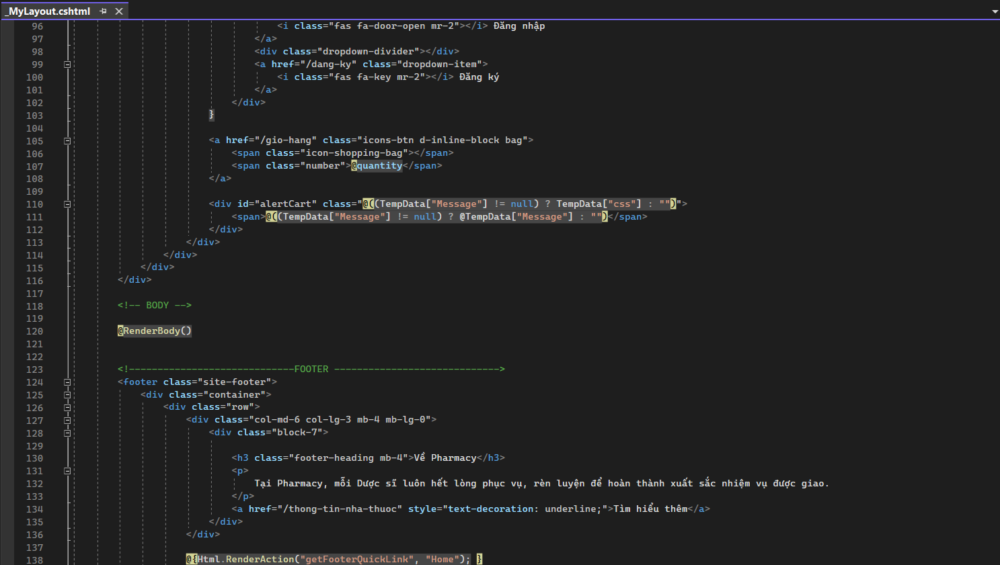 _MyLayout.cshtml
96 <i class="fas fa-door-open mr-2"></i> Đăng nhập
97 </a>
98 <div class="dropdown-divider"></div>
99 <a href="/dang-ky" class="dropdown-item">
100 <i class="fas fa-key mr-2"></i> Đăng ký
101 </a>
102 </div>
103 }
104
105 <a href="/gio-hang" class="icons-btn d-inline-block bag">
106 <span class="icon-shopping-bag"></span>
107 <span class="number">@quantity</span>
108 </a>
109
110 <div id="alertCart" class="@((TempData["Message"] != null) ? TempData["css"] : "")">
111 <span>@((TempData["Message"] != null) ? @TempData["Message"] : "")</span>
112 </div>
113 </div>
114 </div>
115 </div>
116 </div>
117
118 <!-- BODY -->
119
120 @RenderBody()
121
122
123 <!-----------------------------FOOTER ----------------------------->
124 <footer class="site-footer">
125 <div class="container">
126 <div class="row">
127 <div class="col-md-6 col-lg-3 mb-4 mb-lg-0">
128 <div class="block-7">
129
130 <h3 class="footer-heading mb-4">Về Pharmacy</h3>
131 <p>
132 Tại Pharmacy, mỗi Dược sĩ luôn hết lòng phục vụ, rèn luyện để hoàn thành xuất sắc nhiệm vụ được giao.
133 </p>
134 <a href="/thong-tin-nha-thuoc" style="text-decoration: underline;">Tìm hiểu thêm</a>
135 </div>
136 </div>
137
138 @{Html.RenderAction("getFooterQuickLink", "Home"); }